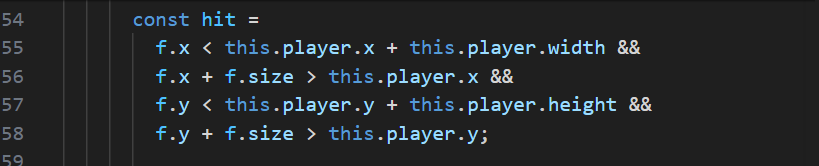 54 const hit =
55 f.x < this.player.x + this.player.width &&
56 f.x + f.size > this.player.x &&
57 f.y < this.player.y + this.player.height &&
58 f.y + f.size > this.player.y;
59